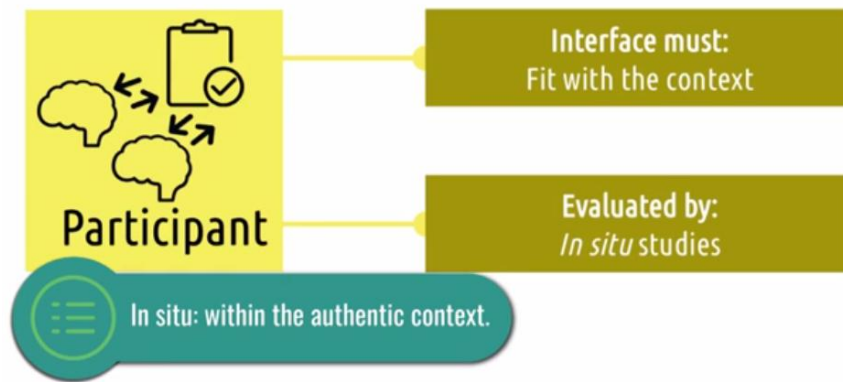 Interface must:
Fit with the context
Participant
Evaluated by:
In situ studies
In situ: within the authentic context.